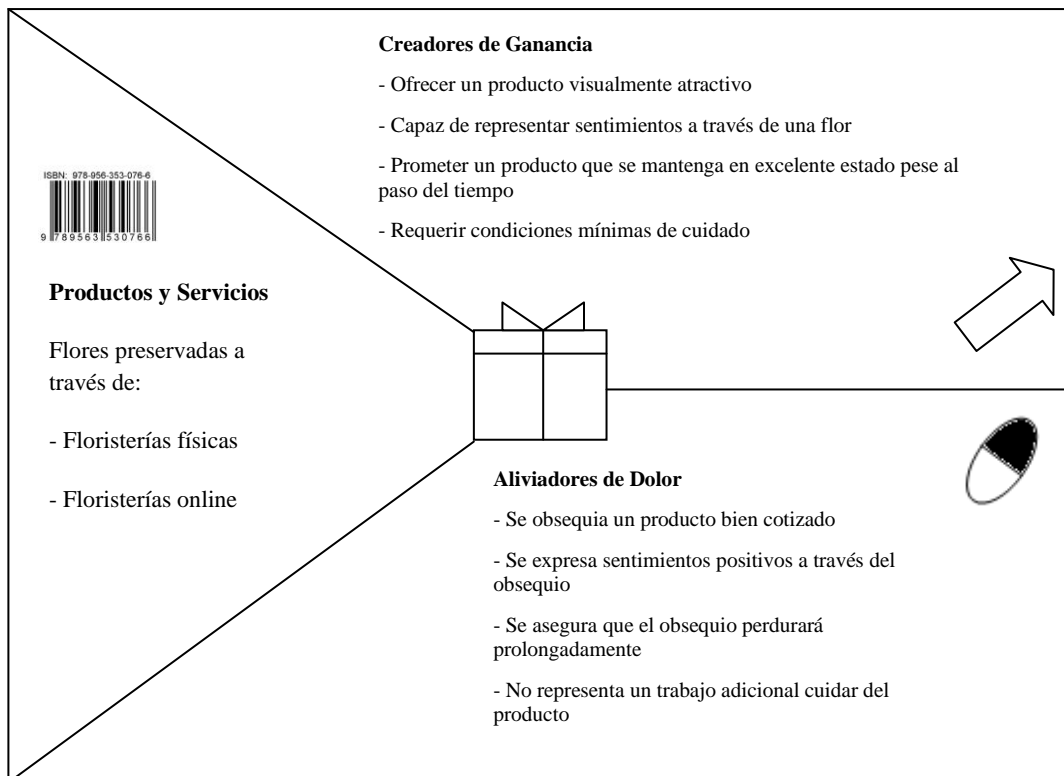 Creadores de Ganancia
- Ofrecer un producto visualmente atractivo
- Capaz de representar sentimientos a través de una flor
- Prometer un producto que se mantenga en excelente estado pese al
paso del tiempo
- Requerir condiciones mínimas de cuidado
ISBN: 978-956-353-076-6
9 789563 530766
Productos y Servicios
Flores preservadas a
través de:
- Floristerías físicas
- Floristerías online
Aliviadores de Dolor
- Se obsequia un producto bien cotizado
- Se expresa sentimientos positivos a través del
obsequio
- Se asegura que el obsequio perdurará
prolongadamente
- No representa un trabajo adicional cuidar del
producto